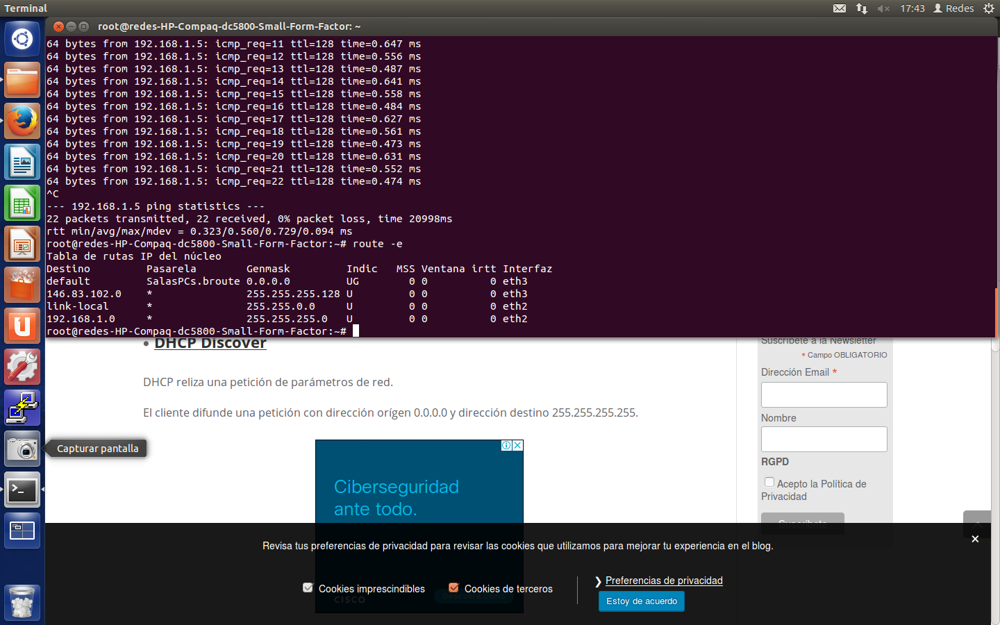 Terminal
17:43 Redes
root@redes-HP-Compaq-dc5800-Small-Form-Factor: ~
64 bytes from 192.168.1.5: icmp_req=11 ttl=128 time=0.647 ms
64 bytes from 192.168.1.5: icmp_req=12 ttl=128 time=0.556 ms
64 bytes from 192.168.1.5: icmp_req=13 ttl=128 time=0.487 ms
64 bytes from 192.168.1.5: icmp_req=14 ttl=128 time=0.641 ms
64 bytes from 192.168.1.5: icmp_req=15 ttl=128 time=0.558 ms
64 bytes from 192.168.1.5: icmp_req=16 ttl=128 time=0.484 ms
64 bytes from 192.168.1.5: icmp_req=17 ttl=128 time=0.627 ms
64 bytes from 192.168.1.5: icmp_req=18 ttl=128 time=0.561 ms
64 bytes from 192.168.1.5: icmp_req=19 ttl=128 time=0.473 ms
64 bytes from 192.168.1.5: icmp_req=20 ttl=128 time=0.631 ms
64 bytes from 192.168.1.5: icmp_req=21 ttl=128 time=0.552 ms
64 bytes from 192.168.1.5: icmp_req=22 ttl=128 time=0.474 ms
^C
--- 192.168.1.5 ping statistics ---
22 packets transmitted, 22 received, 0% packet loss, time 20998ms
rtt min/avg/max/mdev = 0.323/0.560/0.729/0.094 ms
root@redes-HP-Compaq-dc5800-Small-Form-Factor:~# route -e
Tabla de rutas IP del núcleo
Destino Pasarela Genmask Indic MSS Ventana irtt Interfaz
default SalasPCs.broute 0.0.0.0 UG 0 0 0 eth3
146.83.102.0 * 255.255.255.128 U 0 0 0 eth3
link-local * 255.255.0.0 U 0 0 0 eth2
192.168.1.0 * 255.255.255.0 U 0 0 0 eth2
root@redes-HP-Compaq-dc5800-Small-Form-Factor:~#
• DHCP Discover
DHCP reliza una petición de parámetros de red.
El cliente difunde una petición con dirección orígen 0.0.0.0 y dirección destino 255.255.255.255.
Capturar pantalla
Ciberseguridad
ante todo.
CISCO
Suscríbete a la Newsletter
* Campo OBLIGATORIO
Dirección Email *
Nombre
RGPD
Acepto la Política de
Privacidad
Suscríbete
Revisa tus preferencias de privacidad para revisar las cookies que utilizamos para mejorar tu experiencia en el blog.
Cookies imprescindibles
Cookies de terceros
❯ Preferencias de privacidad
Estoy de acuerdo